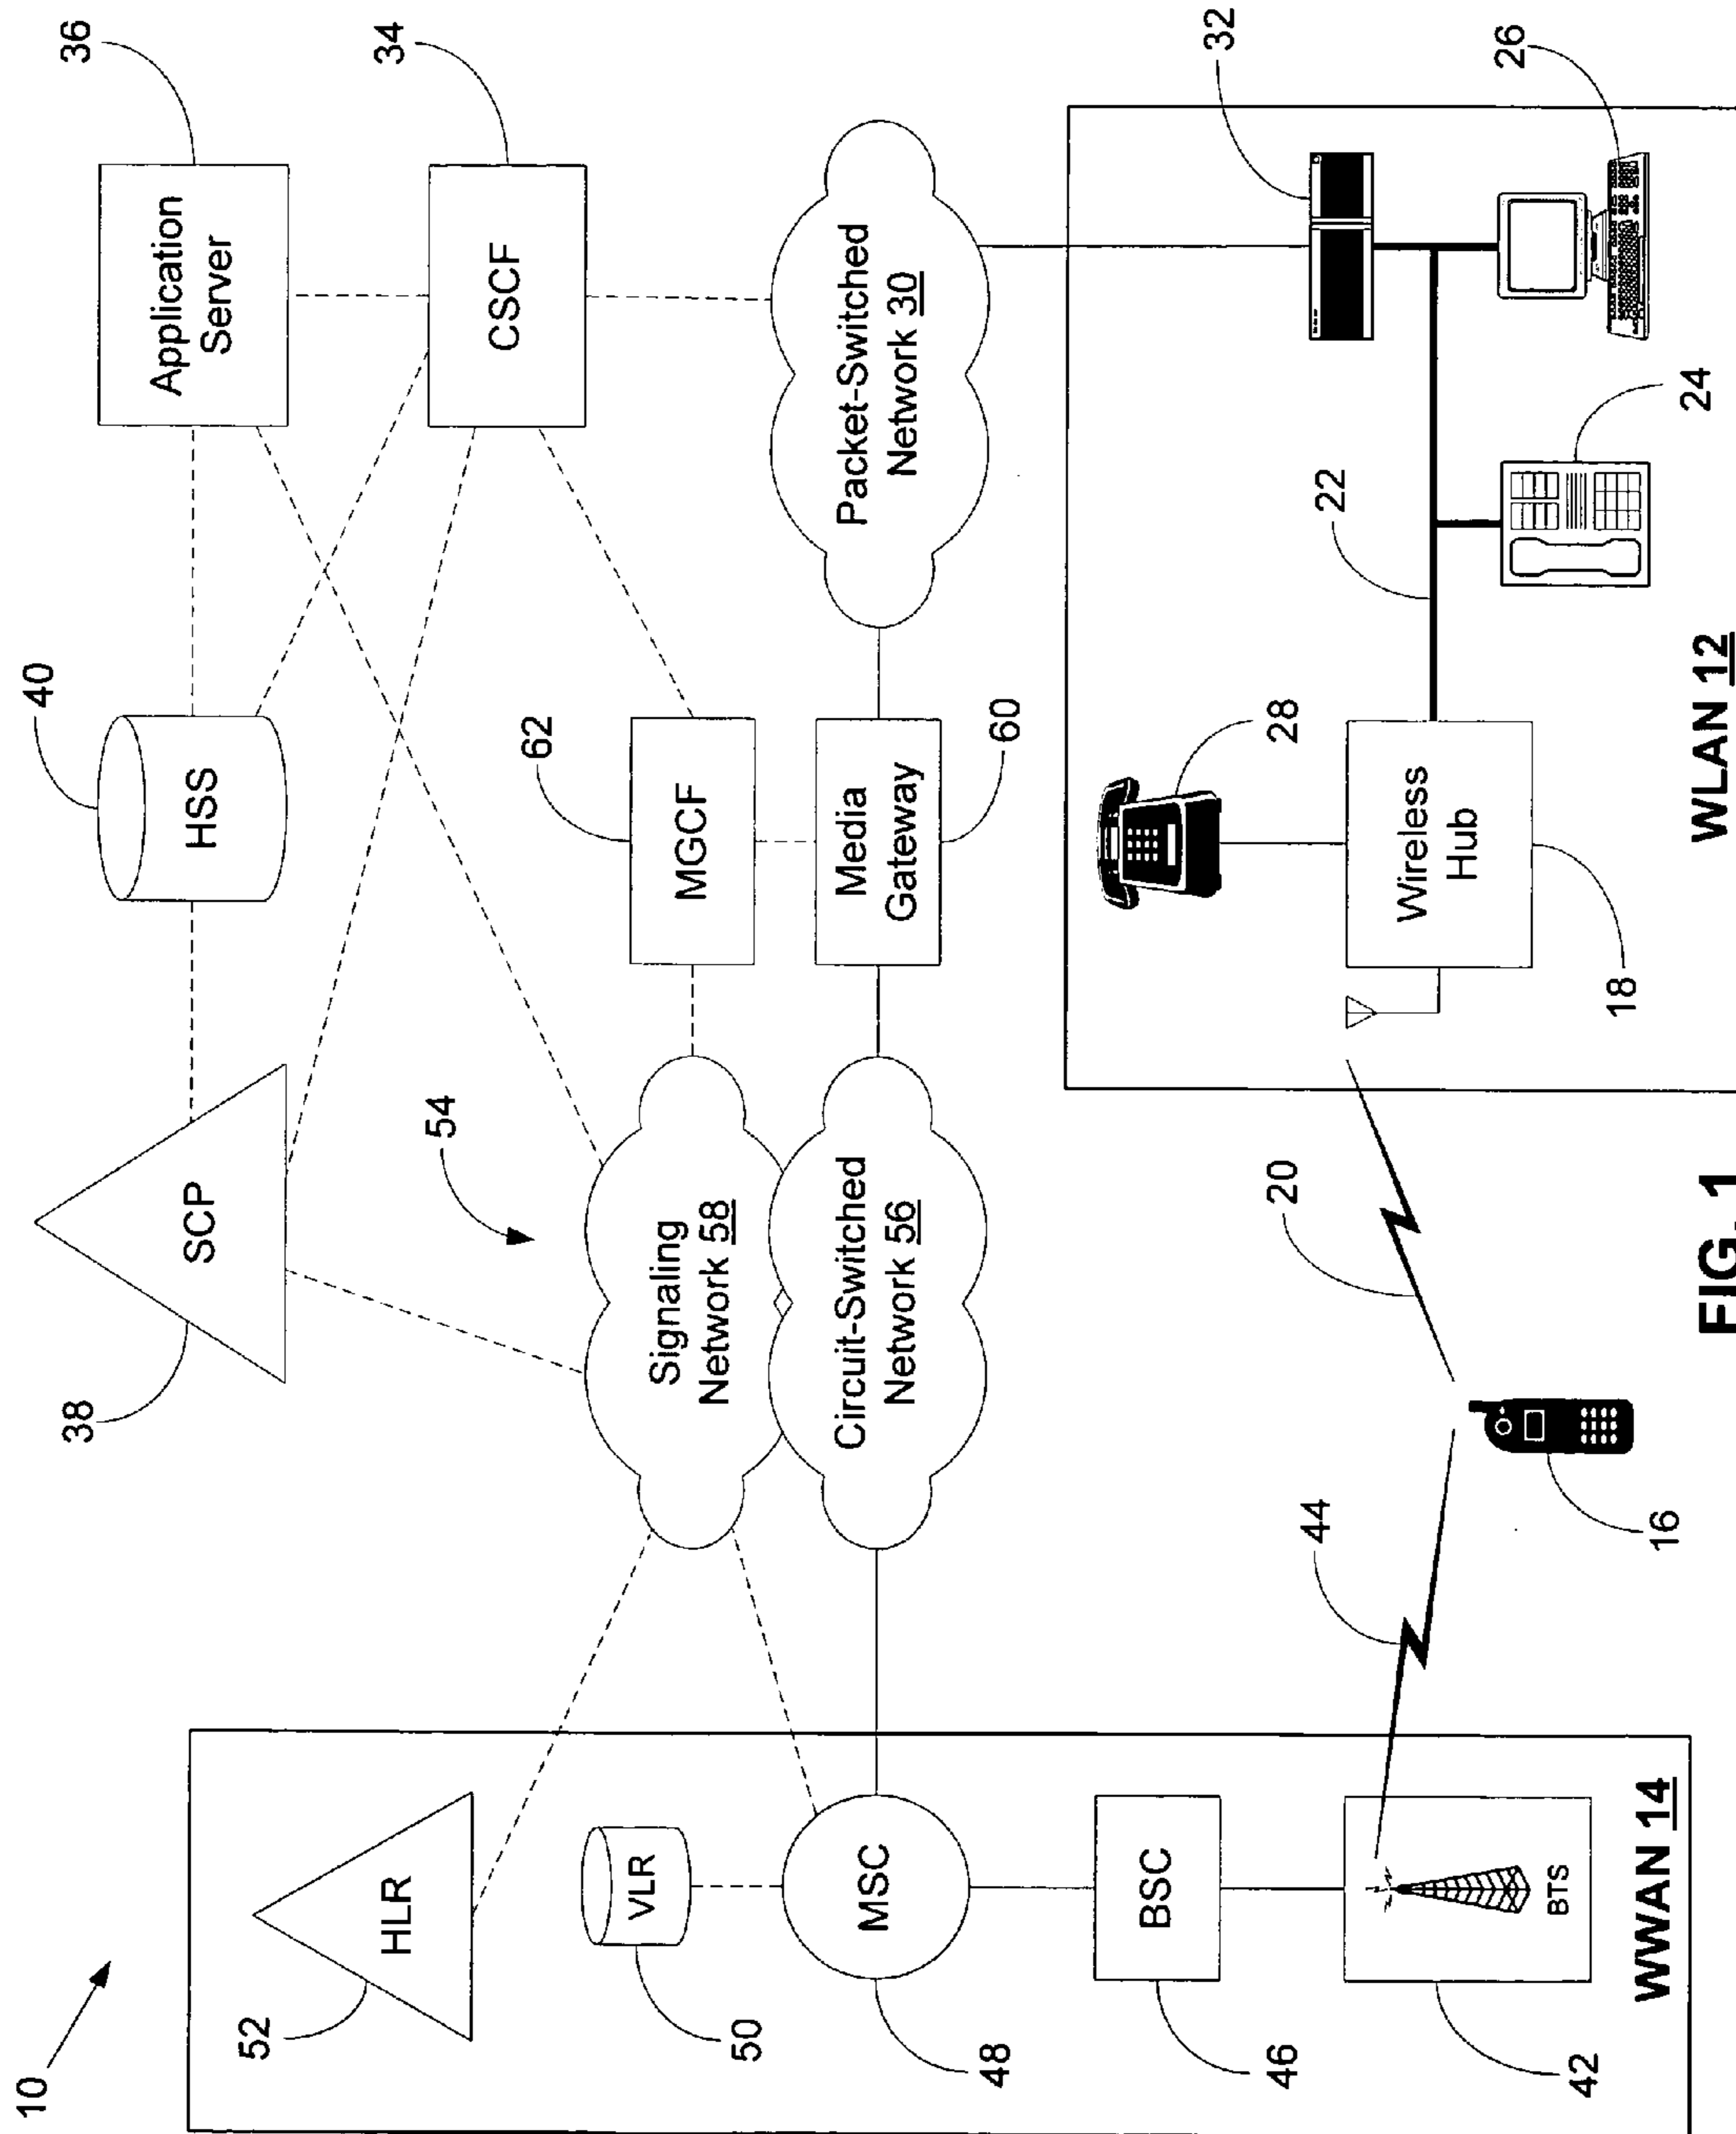 10
52
HLR
50
VLR
48
MSC
46
BSC
42
BTS
WWAN 14
44
16
20
38
SCP
54
Signaling
Network 58
Circuit-Switched
Network 56
40
HSS
62
MGCF
Media
Gateway
60
36
Application
Server
34
CSCF
Packet-Switched
Network 30
32
26
24
22
28
Wireless
Hub
18
WLAN 12
FIG. 1